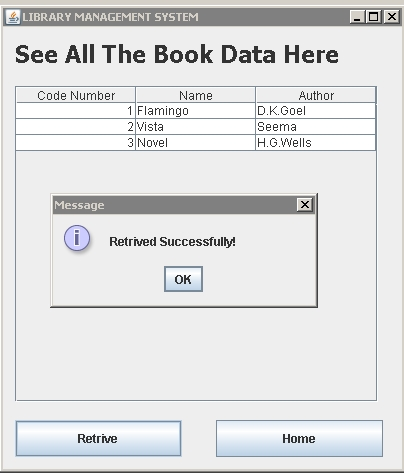 LIBRARY MANAGEMENT SYSTEM
See All The Book Data Here
Code Number Name Author
1 Flamingo D.K.Goel
2 Vista Seema
3 Novel H.G.Wells
Message
i
Retrived Successfully!
OK
Retrive Home